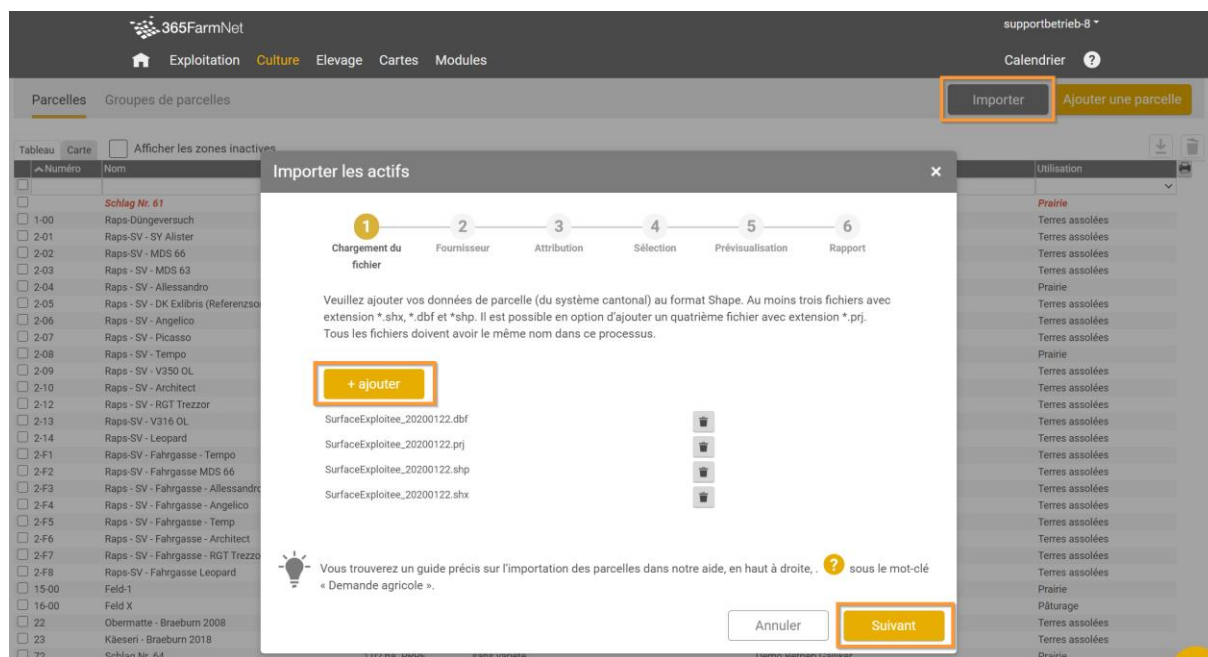 365FarmNet
supportbetrieb-8
Exploitation Culture Elevage Cartes Modules
Calendrier ?
Parcelles Groupes de parcelles
Importer Ajouter une parcelle
Tableau Carte Afficher les zones inactives
Numéro Nom Utilisation
Schlag Nr. 61 Prairie
1-00 Raps-Düngeversuch Terres assolées
2-01 Raps-SV - SY Alister Terres assolées
2-02 Raps-SV - MDS 66 Terres assolées
2-03 Raps - SV - MDS 63 Terres assolées
2-04 Raps - SV - Allessandro Prairie
2-05 Raps - SV - DK Exlibris (Referenzso Terres assolées
2-06 Raps - SV - Angelico Terres assolées
2-07 Raps - SV - Picasso Terres assolées
2-08 Raps - SV - Tempo Prairie
2-09 Raps - SV - V350 OL Terres assolées
2-10 Raps - SV - Architect Terres assolées
2-12 Raps - SV - RGT Trezzor Terres assolées
2-13 Raps-SV - V316 OL Terres assolées
2-14 Raps-SV - Leopard Terres assolées
2-F1 Raps-SV - Fahrgasse - Tempo Terres assolées
2-F2 Raps-SV - Fahrgasse MDS 66 Terres assolées
2-F3 Raps - SV - Fahrgasse - Allessandro Terres assolées
2-F4 Raps - SV - Fahrgasse - Angelico Terres assolées
2-F5 Raps - SV - Fahrgasse - Temp Terres assolées
2-F6 Raps - SV - Fahrgasse - Architect Terres assolées
2-F7 Raps - SV - Fahrgasse - RGT Trezzo Terres assolées
2-F8 Raps-SV - Fahrgasse Leopard Terres assolées
15-00 Feld-1 Prairie
16-00 Feld X Pâturage
22 Obermatte - Braeburn 2008 Terres assolées
23 Käeseri - Braeburn 2018 Terres assolées
Importer les actifs ×
1 2 3 4 5 6
Chargement du fichier Fournisseur Attribution Sélection Prévisualisation Rapport
Veuillez ajouter vos données de parcelle (du système cantonal) au format Shape. Au moins trois fichiers avec
extension *.shx, *.dbf et *shp. Il est possible en option d'ajouter un quatrième fichier avec extension *.prj.
Tous les fichiers doivent avoir le même nom dans ce processus.
+ ajouter
SurfaceExploitee_20200122.dbf
SurfaceExploitee_20200122.prj
SurfaceExploitee_20200122.shp
SurfaceExploitee_20200122.shx
Vous trouverez un guide précis sur l'importation des parcelles dans notre aide, en haut à droite, . ? sous le mot-clé
« Demande agricole ».
Annuler Suivant